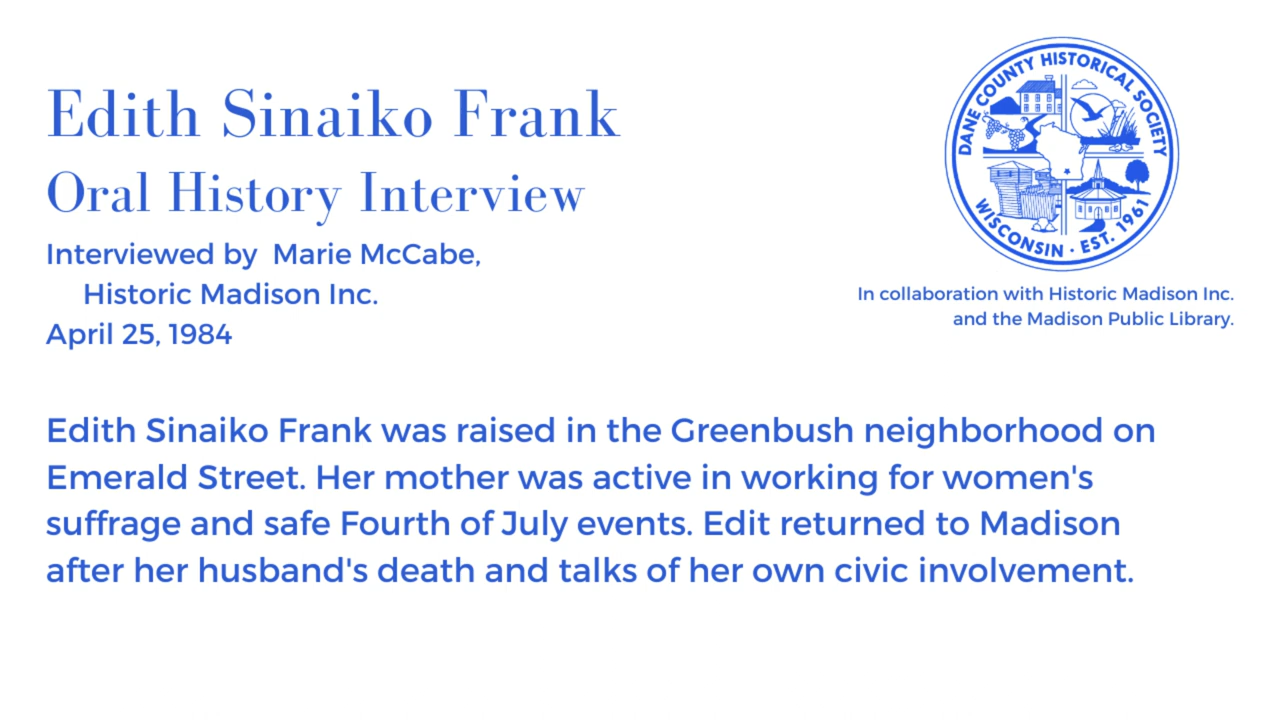 Edith Sinaiko Frank
Oral History Interview
Interviewed by  Marie McCabe,
Historic Madison Inc.
April 25, 1984
DANE COUNTY HISTORICAL SOCIETY
WISCONSIN · EST. 1961
In collaboration with Historic Madison Inc.
and the Madison Public Library.
Edith Sinaiko Frank was raised in the Greenbush neighborhood on
Emerald Street. Her mother was active in working for women's
suffrage and safe Fourth of July events. Edit returned to Madison
after her husband's death and talks of her own civic involvement.